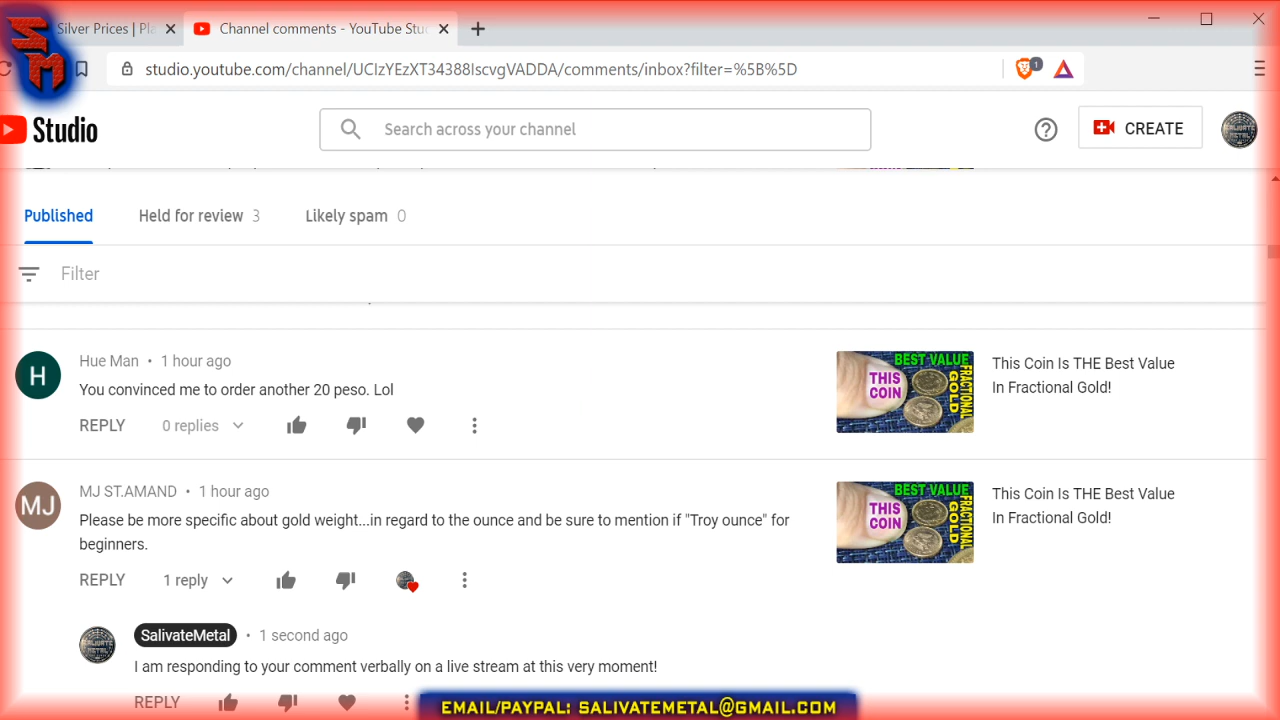 Silver Prices | Pla
Channel comments - YouTube Stu
studio.youtube.com/channel/UCIzYEzXT34388IscvgVADDA/comments/inbox?filter=%5B%5D
1
SM
Studio
Search across your channel
CREATE
Published
Held for review 3
Likely spam 0
Filter
Hue Man • 1 hour ago
You convinced me to order another 20 peso. Lol
REPLY 0 replies
BEST VALUE
THIS
COIN
FRACTIONAL
GOLD
This Coin Is THE Best Value
In Fractional Gold!
MJ
MJ ST.AMAND • 1 hour ago
Please be more specific about gold weight...in regard to the ounce and be sure to mention if "Troy ounce" for
beginners.
REPLY 1 reply
BEST VALUE
THIS
COIN
FRACTIONAL
GOLD
This Coin Is THE Best Value
In Fractional Gold!
SalivateMetal • 1 second ago
I am responding to your comment verbally on a live stream at this very moment!
REPLY
EMAIL/PAYPAL: SALIVATEMETAL@GMAIL.COM
H